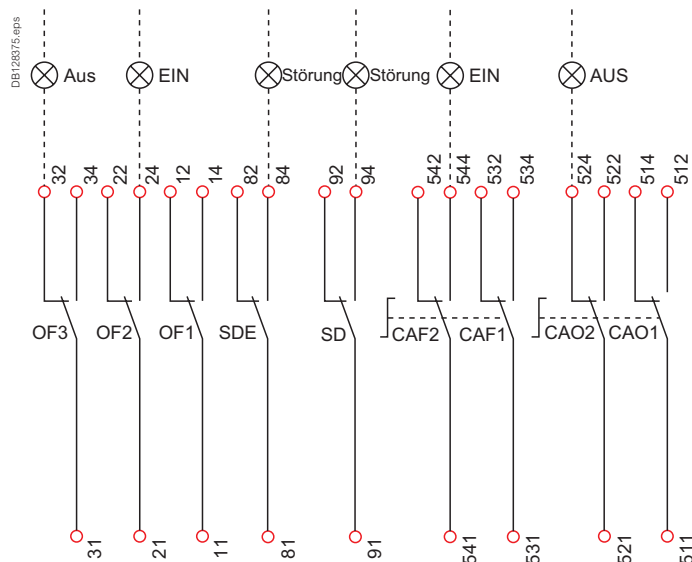 DB128375.eps
Aus
EIN
Störung
Störung
EIN
AUS
32
34
22
24
12
14
82
84
92
94
542
544
532
534
524
522
514
512
OF3
OF2
OF1
SDE
SD
CAF2
CAF1
CAO2
CAO1
31
21
11
81
91
541
531
521
511